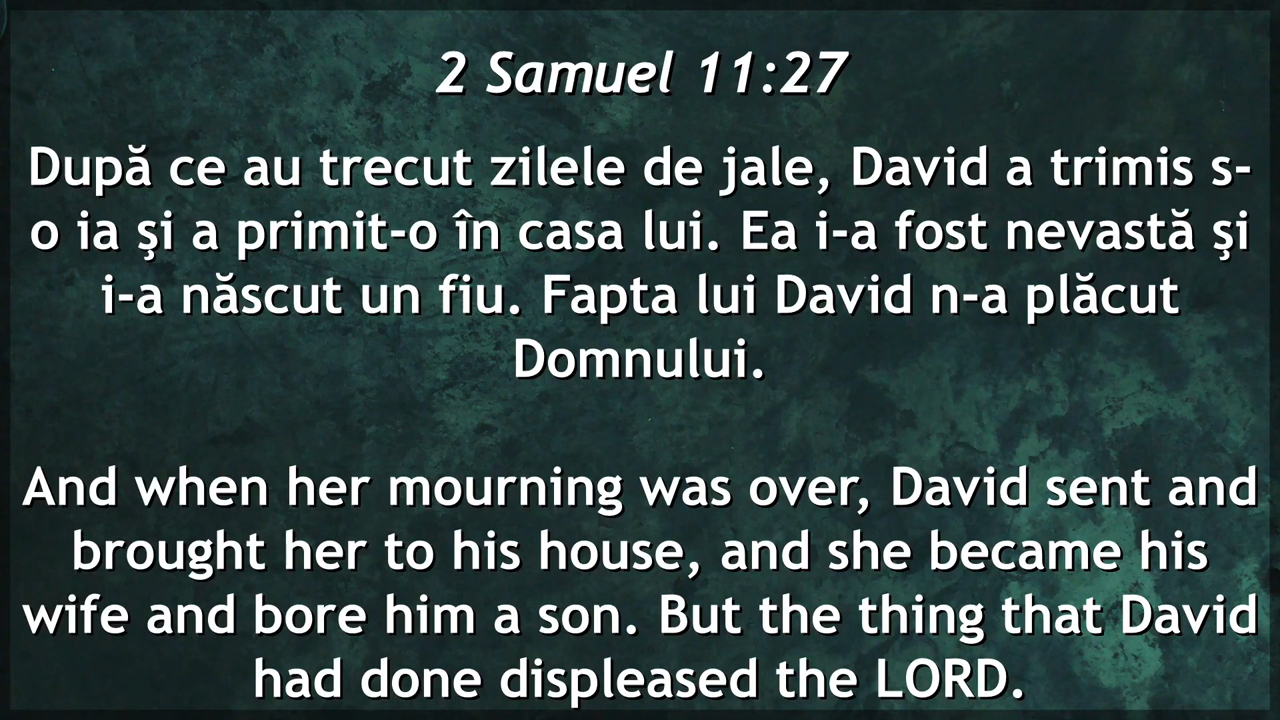 2 Samuel 11:27
După ce au trecut zilele de jale, David a trimis s-
o ia şi a primit-o în casa lui. Ea i-a fost nevastă şi
i-a născut un fiu. Fapta lui David n-a plăcut
Domnului.
And when her mourning was over, David sent and
brought her to his house, and she became his
wife and bore him a son. But the thing that David
had done displeased the LORD.